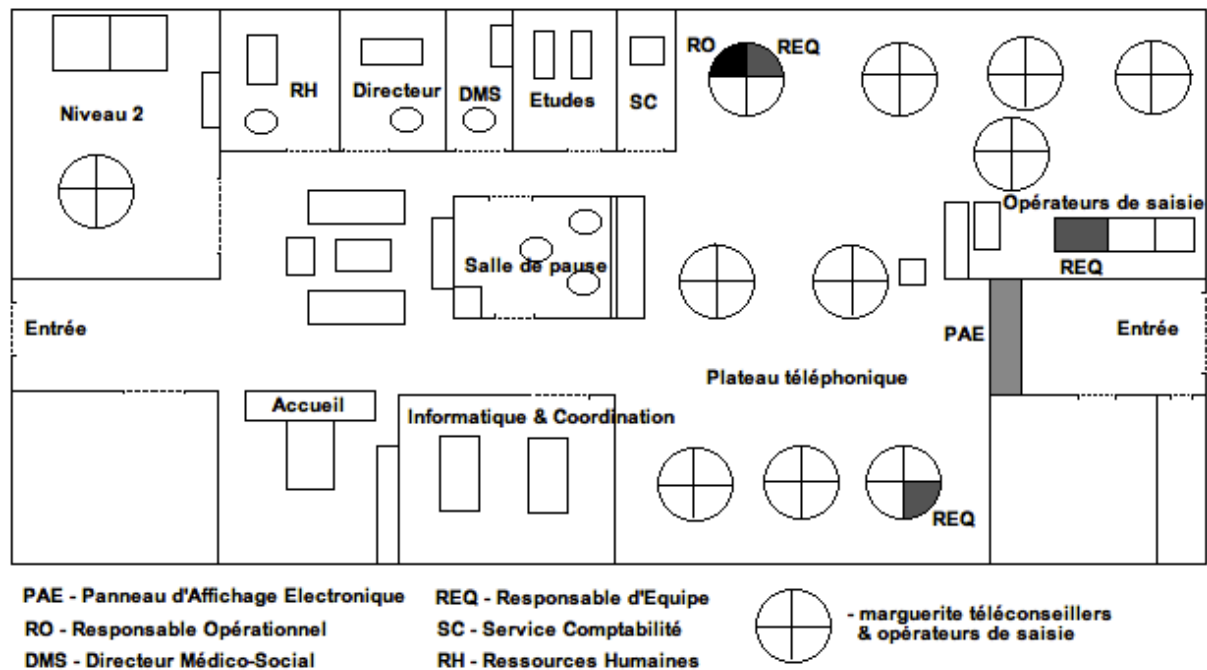 RO REQ
RH Directeur DMS Etudes SC
Niveau 2
Opérateurs de saisie
Salle de pause
REQ
Entrée PAE Entrée
Plateau téléphonique
Accueil
Informatique & Coordination
REQ
PAE - Panneau d'Affichage Electronique
RO - Responsable Opérationnel
DMS - Directeur Médico-Social
REQ - Responsable d'Equipe
SC - Service Comptabilité
RH - Ressources Humaines
- marguerite téléconseillers
& opérateurs de saisie